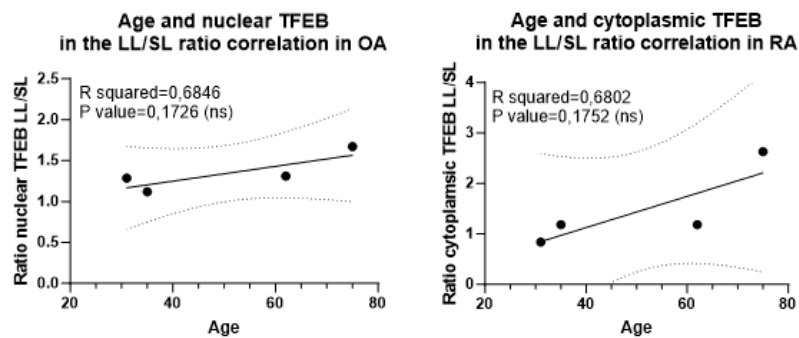 Age and nuclear TFEB
in the LL/SL ratio correlation in OA
Ratio nuclear TFEB LL/SL
2.5
2.0
1.5
1.0
0.5
0.0
R squared=0,6846
P value=0,1726 (ns)
20 40 60 80
Age
Age and cytoplasmic TFEB
in the LL/SL ratio correlation in RA
Ratio cytoplamsic TFEB LL/SL
4
3
2
1
0
R squared=0,6802
P value=0,1752 (ns)
20 40 60 80
Age